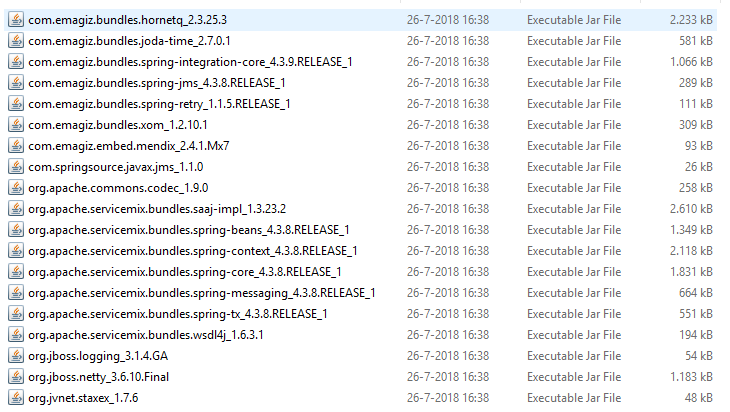 com.emagiz.bundles.hornetq_2.3.25.3 26-7-2018 16:38 Executable Jar File 2.233 kB
com.emagiz.bundles.joda-time_2.7.0.1 26-7-2018 16:38 Executable Jar File 581 kB
com.emagiz.bundles.spring-integration-core_4.3.9.RELEASE_1 26-7-2018 16:38 Executable Jar File 1.066 kB
com.emagiz.bundles.spring-jms_4.3.8.RELEASE_1 26-7-2018 16:38 Executable Jar File 289 kB
com.emagiz.bundles.spring-retry_1.1.5.RELEASE_1 26-7-2018 16:38 Executable Jar File 111 kB
com.emagiz.bundles.xom_1.2.10.1 26-7-2018 16:38 Executable Jar File 309 kB
com.emagiz.embed.mendix_2.4.1.Mx7 26-7-2018 16:38 Executable Jar File 93 kB
com.springsource.javax.jms_1.1.0 26-7-2018 16:38 Executable Jar File 26 kB
org.apache.commons.codec_1.9.0 26-7-2018 16:38 Executable Jar File 258 kB
org.apache.servicemix.bundles.saaj-impl_1.3.23.2 26-7-2018 16:38 Executable Jar File 2.610 kB
org.apache.servicemix.bundles.spring-beans_4.3.8.RELEASE_1 26-7-2018 16:38 Executable Jar File 1.349 kB
org.apache.servicemix.bundles.spring-context_4.3.8.RELEASE_1 26-7-2018 16:38 Executable Jar File 2.118 kB
org.apache.servicemix.bundles.spring-core_4.3.8.RELEASE_1 26-7-2018 16:38 Executable Jar File 1.831 kB
org.apache.servicemix.bundles.spring-messaging_4.3.8.RELEASE_1 26-7-2018 16:38 Executable Jar File 664 kB
org.apache.servicemix.bundles.spring-tx_4.3.8.RELEASE_1 26-7-2018 16:38 Executable Jar File 551 kB
org.apache.servicemix.bundles.wsdl4j_1.6.3.1 26-7-2018 16:38 Executable Jar File 194 kB
org.jboss.logging_3.1.4.GA 26-7-2018 16:38 Executable Jar File 54 kB
org.jboss.netty_3.6.10.Final 26-7-2018 16:38 Executable Jar File 1.183 kB
org.jvnet.staxex_1.7.6 26-7-2018 16:38 Executable Jar File 48 kB